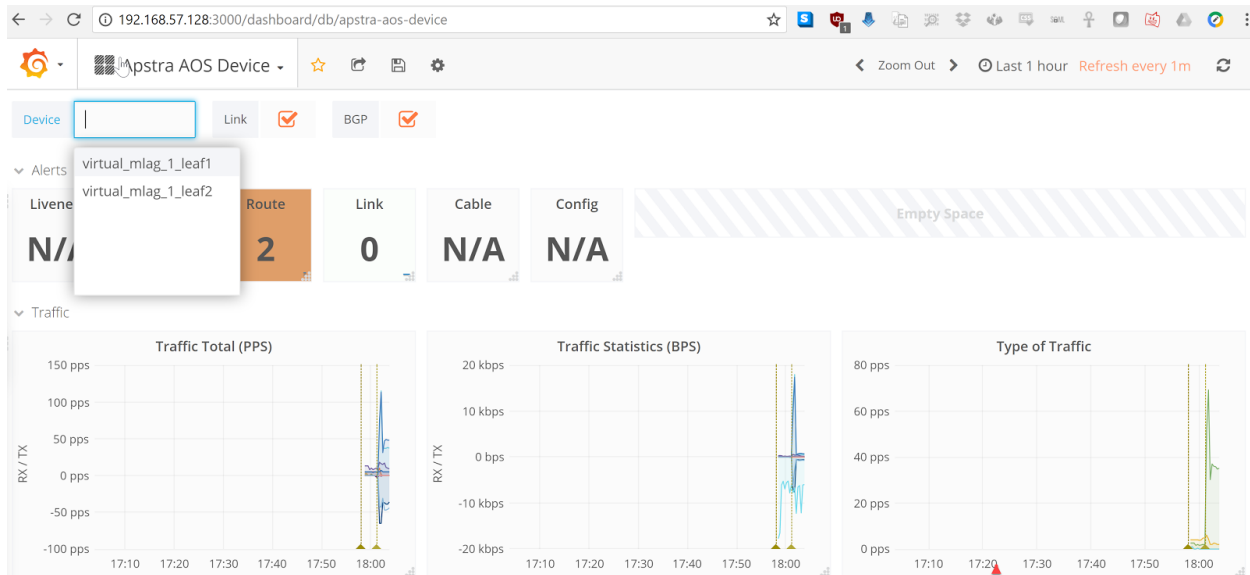 192.168.57.128:3000/dashboard/db/apstra-aos-device
1
Apstra AOS Device
Zoom Out
Last 1 hour
Refresh every 1m
Device
Link
BGP
virtual_mlag_1_leaf1
virtual_mlag_1_leaf2
Alerts
Route
2
Link
0
Cable
N/A
Config
N/A
Empty Space
Traffic
Traffic Total (PPS)
150 pps
100 pps
50 pps
0 pps
-50 pps
-100 pps
RX / TX
17:10 17:20 17:30 17:40 17:50 18:00
Traffic Statistics (BPS)
20 kbps
10 kbps
0 bps
-10 kbps
-20 kbps
RX / TX
17:10 17:20 17:30 17:40 17:50 18:00
Type of Traffic
80 pps
60 pps
40 pps
20 pps
0 pps
17:10 17:20 17:30 17:40 17:50 18:00